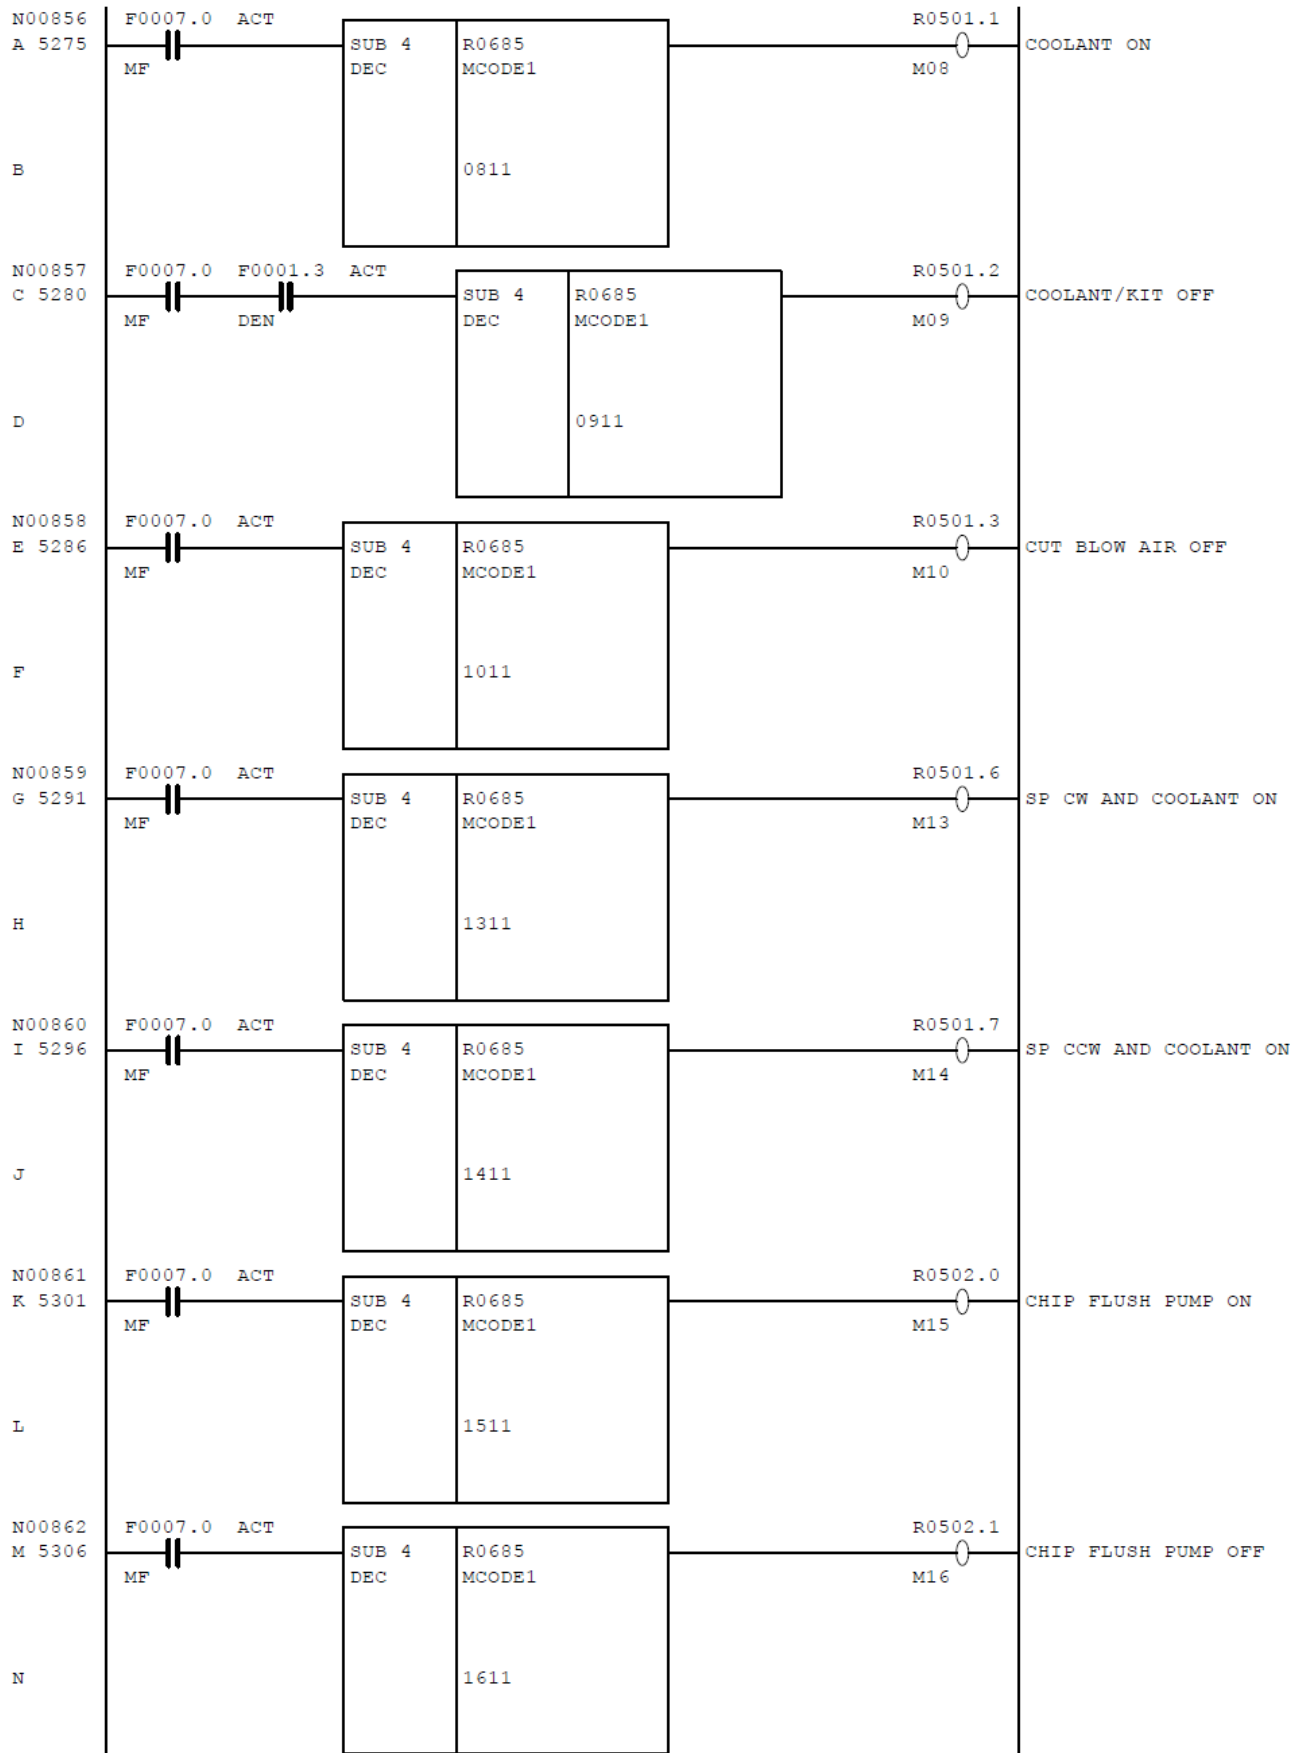 N00856 F0007.0 ACT R0501.1
A 5275 SUB 4 R0685 COOLANT ON
MF DEC MCODE1 M08
B 0811
N00857 F0007.0 F0001.3 ACT R0501.2
C 5280 SUB 4 R0685 COOLANT/KIT OFF
MF DEN DEC MCODE1 M09
D 0911
N00858 F0007.0 ACT R0501.3
E 5286 SUB 4 R0685 CUT BLOW AIR OFF
MF DEC MCODE1 M10
F 1011
N00859 F0007.0 ACT R0501.6
G 5291 SUB 4 R0685 SP CW AND COOLANT ON
MF DEC MCODE1 M13
H 1311
N00860 F0007.0 ACT R0501.7
I 5296 SUB 4 R0685 SP CCW AND COOLANT ON
MF DEC MCODE1 M14
J 1411
N00861 F0007.0 ACT R0502.0
K 5301 SUB 4 R0685 CHIP FLUSH PUMP ON
MF DEC MCODE1 M15
L 1511
N00862 F0007.0 ACT R0502.1
M 5306 SUB 4 R0685 CHIP FLUSH PUMP OFF
MF DEC MCODE1 M16
N 1611